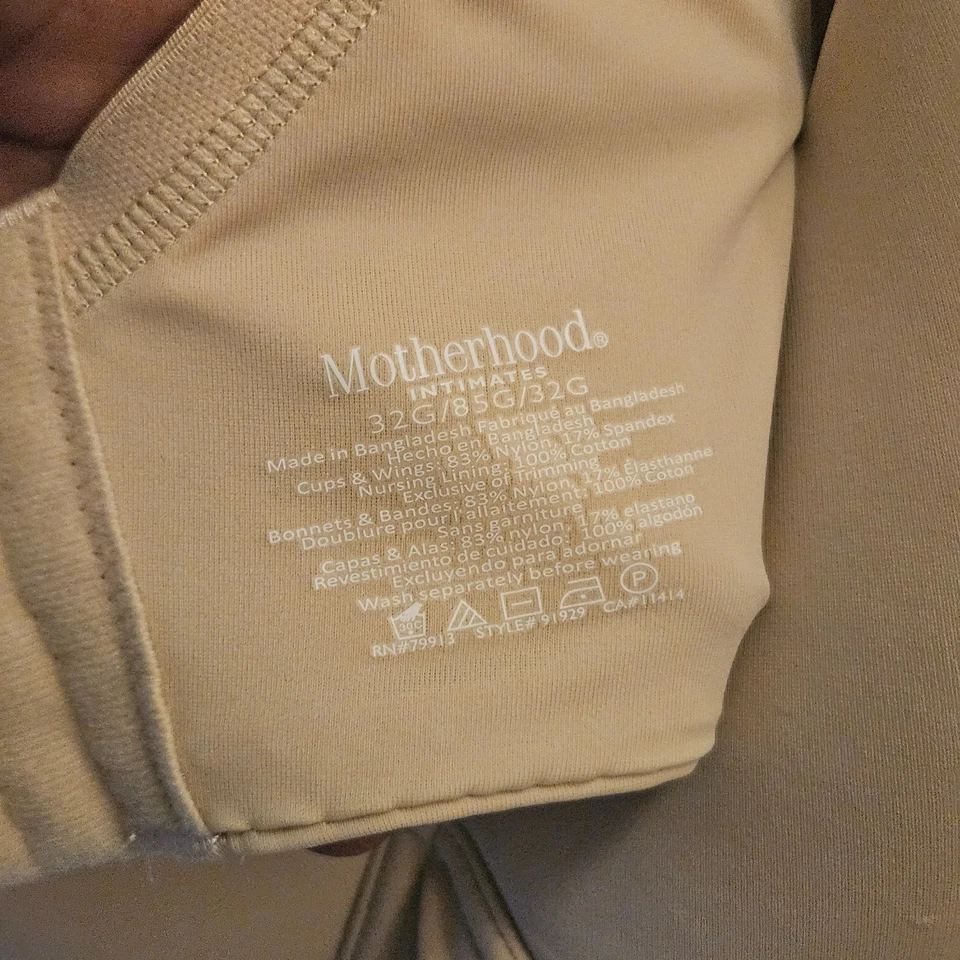 Motherhood®
INTIMATES
32G/85G/32G
Made in Bangladesh Fabriqué au Bangladesh
Hecho en Bangladesh
Cups & Wings: 83% Nylon, 17% Spandex
Nursing Lining: 100% Cotton
Exclusive of Trimming
Bonnets & Bandes: 83% Nylon, 17% Élasthanne
Doublure pour l'allaitement: 100% Coton
Sans garniture
Capas & Alas: 83% nylon, 17% elastano
Revestimiento de cuidado: 100% algodón
Excluyendo para adornar
Wash separately before wearing
30C P
RN#79913 STYLE# 91929 CA#11414